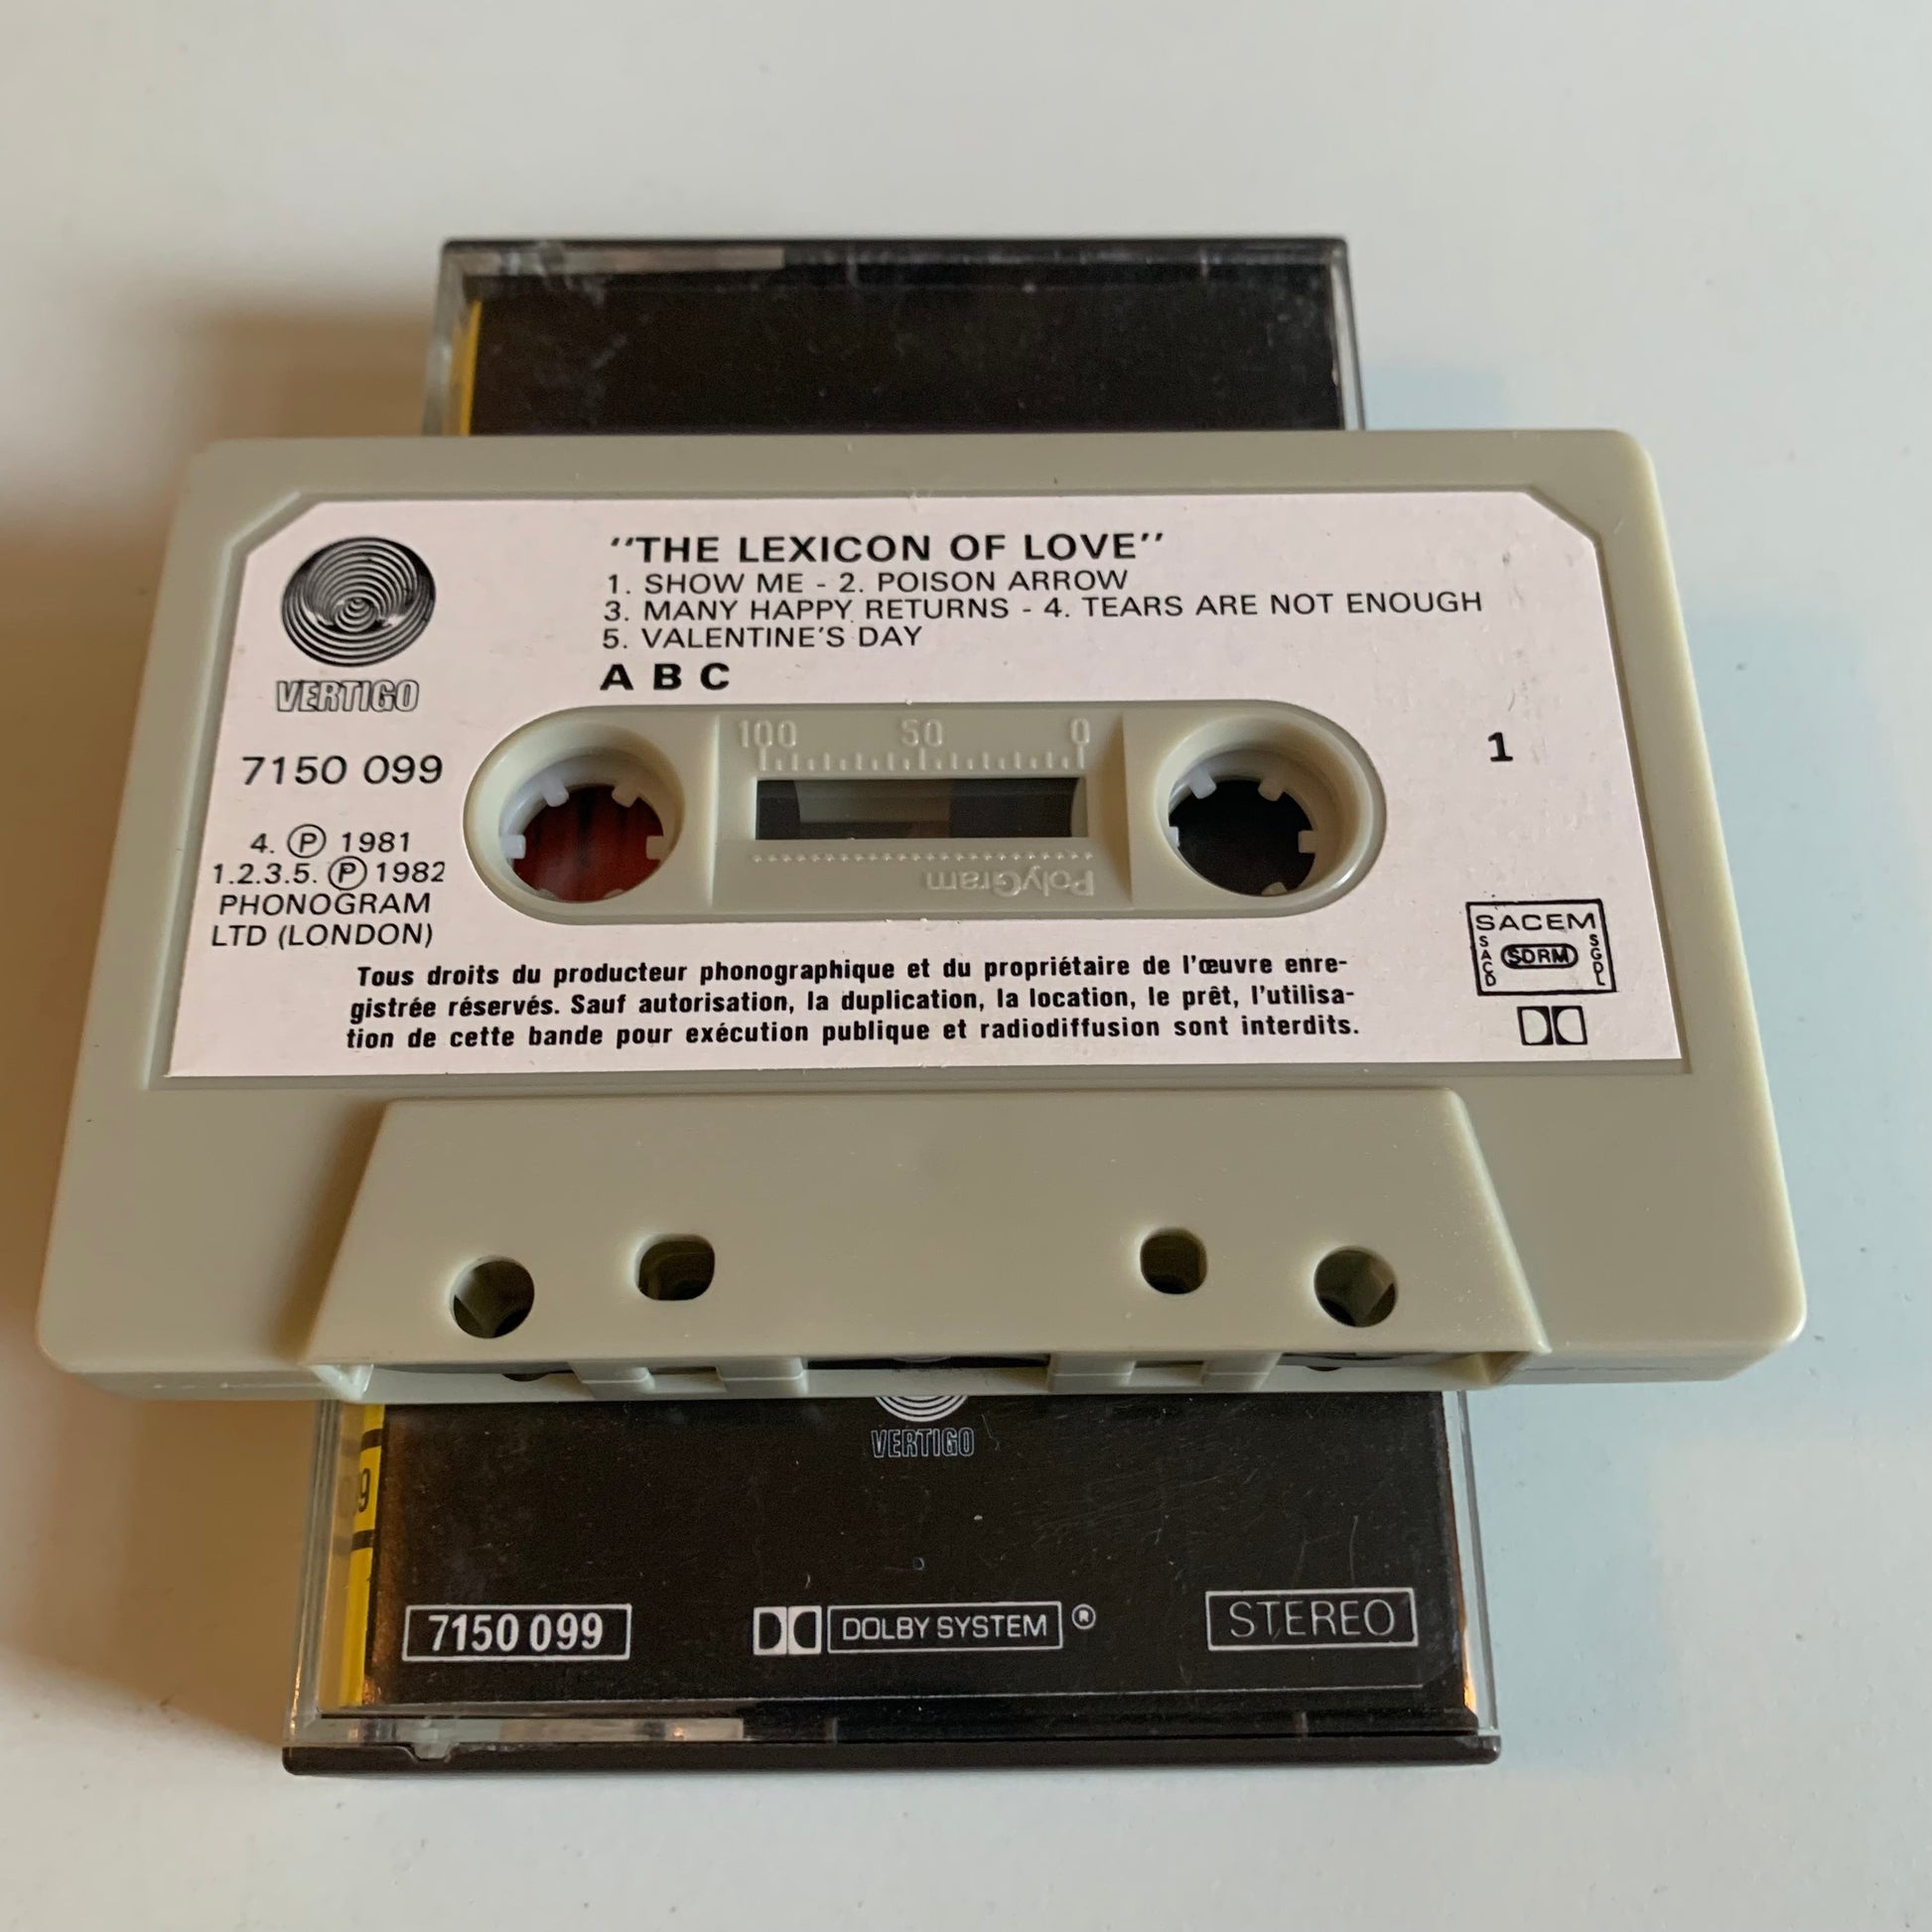 "THE LEXICON OF LOVE"
1. SHOW ME - 2. POISON ARROW
3. MANY HAPPY RETURNS - 4. TEARS ARE NOT ENOUGH
5. VALENTINE'S DAY
A B C
VERTIGO
7150 099
100 50 0
1
4. Ⓟ 1981
1.2.3.5. Ⓟ 1982
PHONOGRAM
LTD (LONDON)
PolyGram
SACEM
SACD
SDRM
SGDL
Tous droits du producteur phonographique et du propriétaire de l'œuvre enre-
gistrée réservés. Sauf autorisation, la duplication, la location, le prêt, l'utilisa-
tion de cette bande pour exécution publique et radiodiffusion sont interdits.
VERTIGO
9
7150 099
DOLBY SYSTEM ®
STEREO